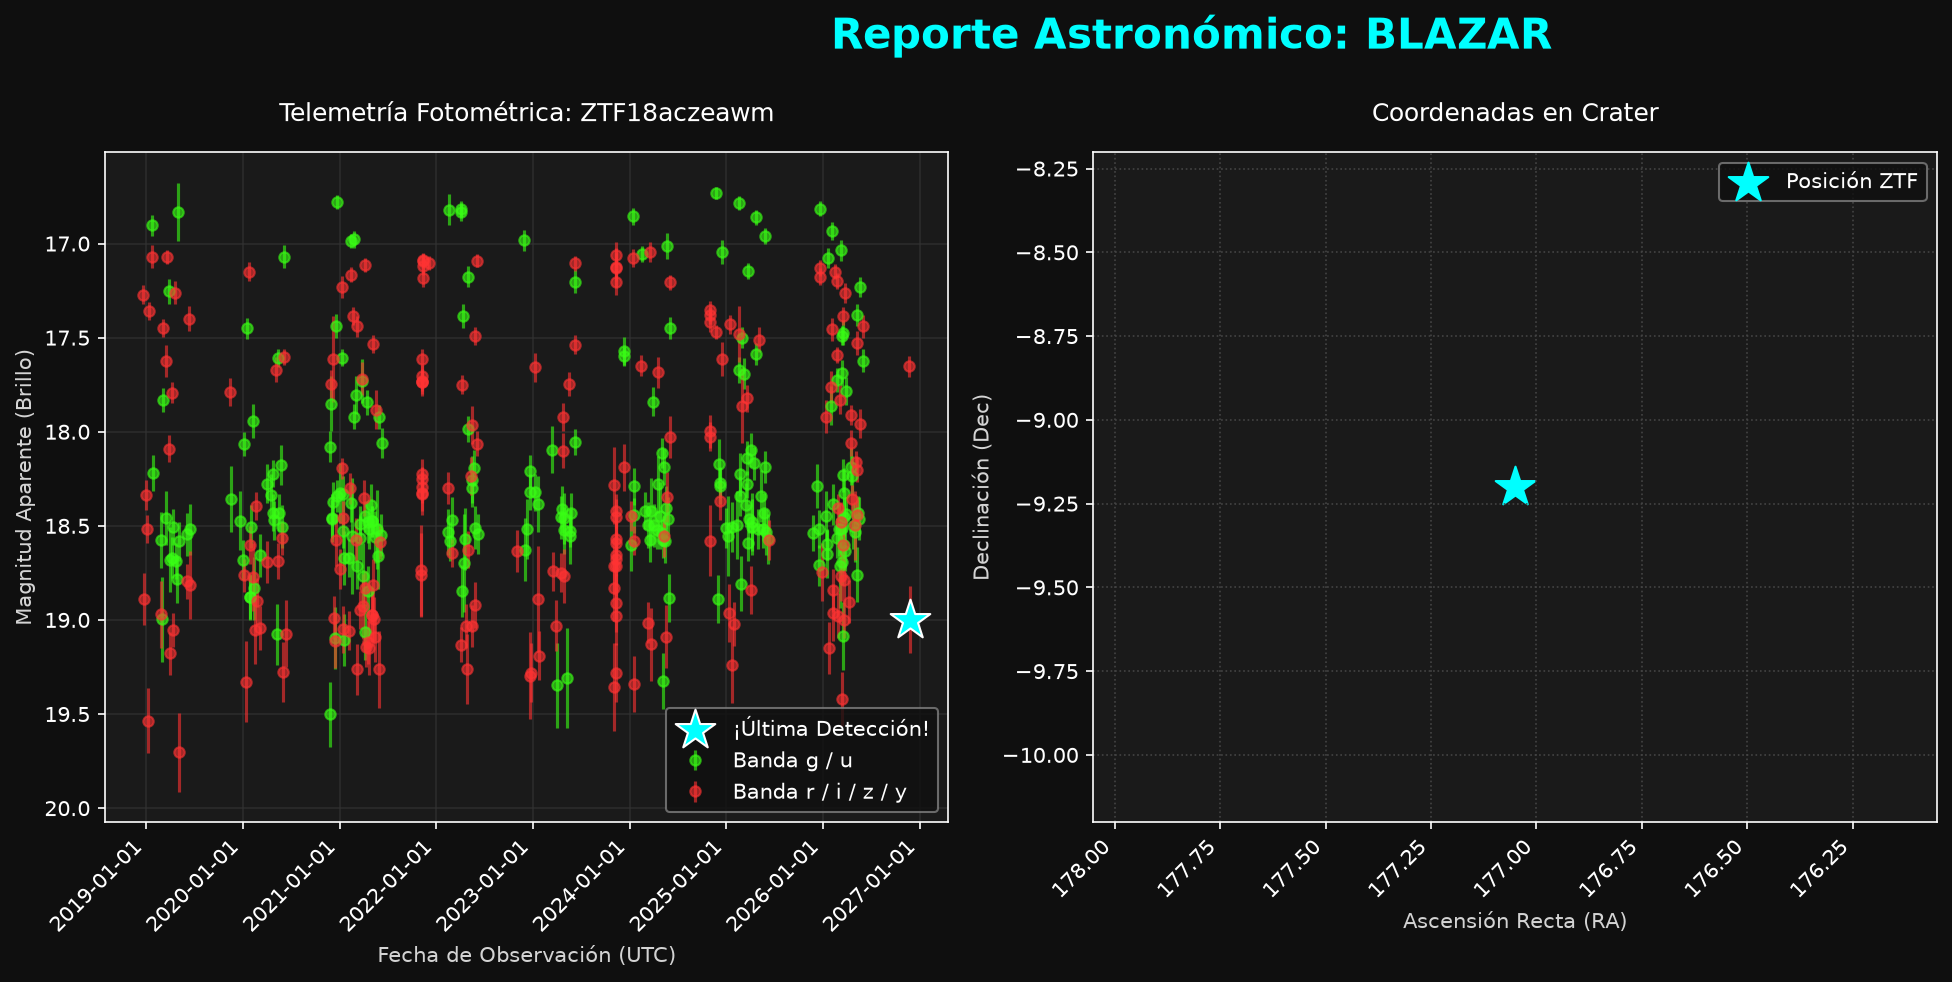 Reporte Astronómico: BLAZAR
Telemetría Fotométrica: ZTF18aczeawm
Magnitud Aparente (Brillo)
17.0
17.5
18.0
18.5
19.0
19.5
20.0
¡Última Detección!
Banda g / u
Banda r / i / z / y
2019-01-01
2020-01-01
2021-01-01
2022-01-01
2023-01-01
2024-01-01
2025-01-01
2026-01-01
2027-01-01
Fecha de Observación (UTC)
Coordenadas en Crater
Posición ZTF
Declinación (Dec)
−8.25
−8.50
−8.75
−9.00
−9.25
−9.50
−9.75
−10.00
178.00
177.75
177.50
177.25
177.00
176.75
176.50
176.25
Ascensión Recta (RA)